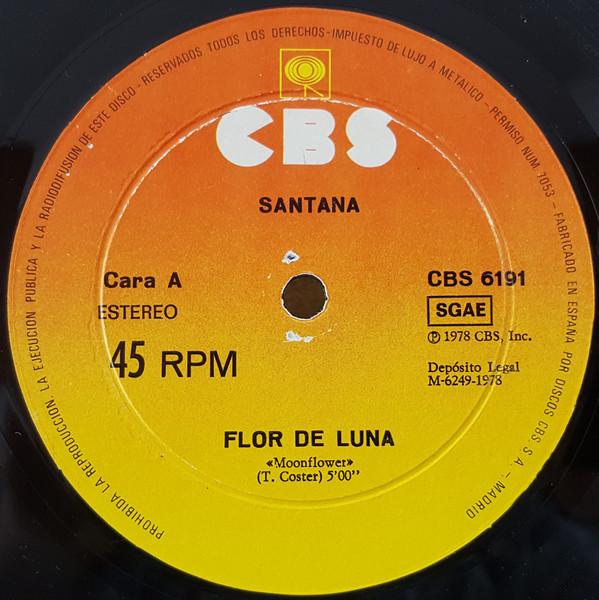 PROHIBIDA LA REPRODUCCION, LA EJECUCION PUBLICA Y LA RADIODIFUSION DE ESTE DISCO - RESERVADOS TODOS LOS DERECHOS - IMPUESTO DE LUJO A METALICO - PERMISO NUM. 7053 - FABRICADO EN ESPAÑA POR DISCOS CBS. S. A. - MADRID
CBS
SANTANA
Cara A
ESTEREO
45 RPM
CBS 6191
SGAE
Ⓟ 1978 CBS, Inc.
Depósito Legal
M-6249-1978
FLOR DE LUNA
«Moonflower»
(T. Coster) 5'00''